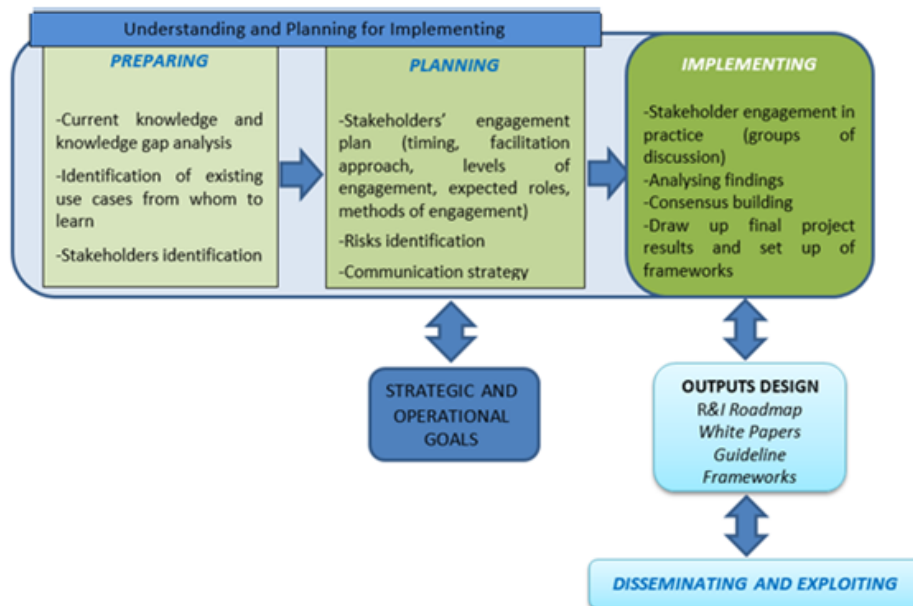 Understanding and Planning for Implementing
PREPARING
-Current knowledge and
knowledge gap analysis
-Identification of existing
use cases from whom to
learn
-Stakeholders identification
PLANNING
-Stakeholders' engagement
plan (timing, facilitation
approach, levels of
engagement, expected roles,
methods of engagement)
-Risks identification
-Communication strategy
IMPLEMENTING
-Stakeholder engagement in
practice (groups of
discussion)
-Analysing findings
-Consensus building
-Draw up final project
results and set up of
frameworks
STRATEGIC AND
OPERATIONAL
GOALS
OUTPUTS DESIGN
R&I Roadmap
White Papers
Guideline
Frameworks
DISSEMINATING AND EXPLOITING